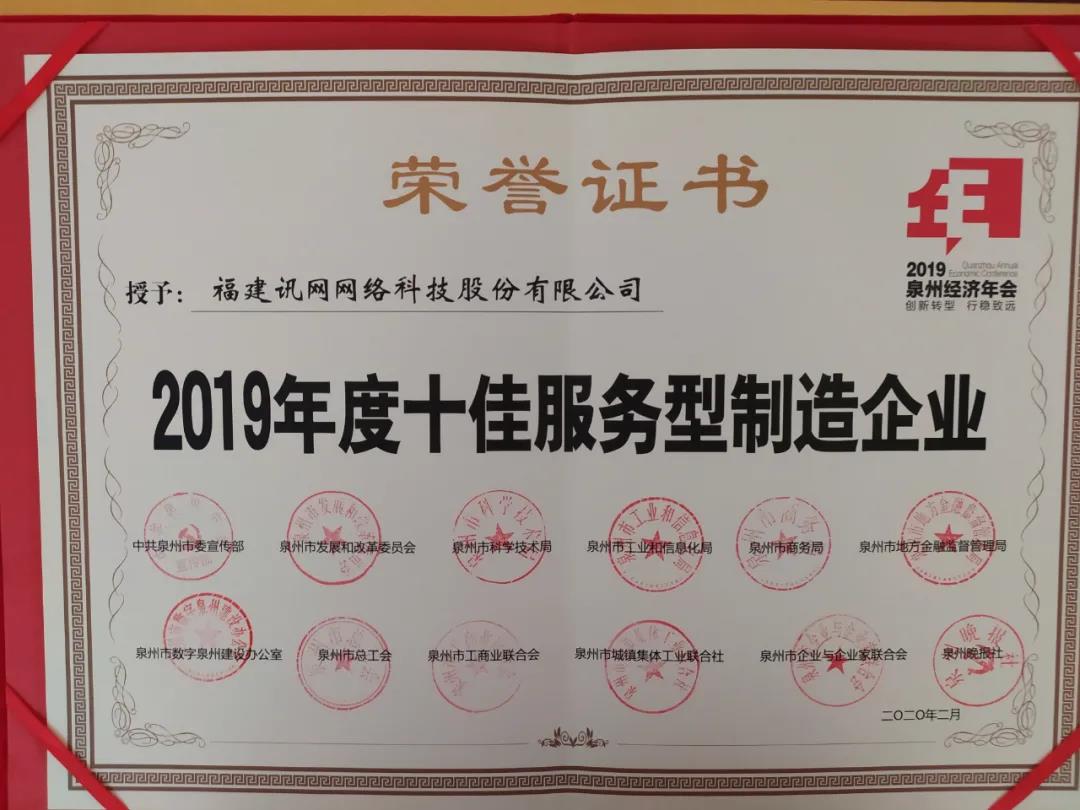 荣誉证书
2019 Quanzhou Annual
Economic Conference
泉州经济年会
创新转型 行稳致远
授予： 福建讯网网络科技股份有限公司
2019年度十佳服务型制造企业
中共泉州市委宣传部 泉州市发展和改革委员会 泉州市科学技术局 泉州市工业和信息化局 泉州市商务局 泉州市地方金融监督管理局
泉州市数字泉州建设办公室 泉州市总工会 泉州市工商业联合会 泉州市城镇集体工业联合社 泉州市企业与企业家联合会 泉州晚报社
二〇二〇年二月